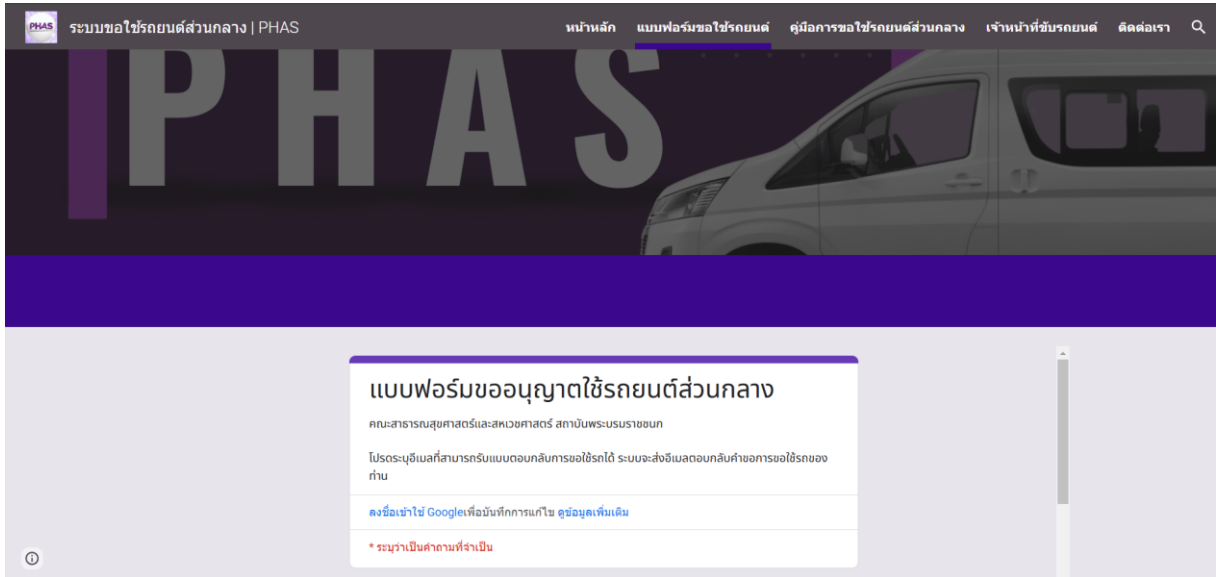 PHAS
ระบบขอใช้รถยนต์ส่วนกลาง | PHAS
หน้าหลัก
แบบฟอร์มขอใช้รถยนต์
คู่มือการขอใช้รถยนต์ส่วนกลาง
เจ้าหน้าที่ขับรถยนต์
ติดต่อเรา
PHAS
แบบฟอร์มขออนุญาตใช้รถยนต์ส่วนกลาง
คณะสาธารณสุขศาสตร์และสหเวชศาสตร์ สถาบันพระบรมราชชนก
โปรดระบุอีเมลที่สามารถรับแบบตอบกลับการขอใช้รถได้ ระบบจะส่งอีเมลตอบกลับคำขอการขอใช้รถของ
ท่าน
ลงชื่อเข้าใช้ Googleเพื่อบันทึกการแก้ไข ดูข้อมูลเพิ่มเติม
* ระบุว่าเป็นคำถามที่จำเป็น